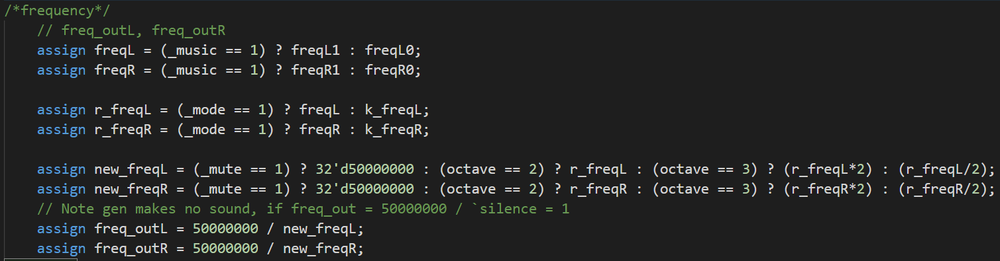 /*frequency*/
// freq_outL, freq_outR
assign freqL = (_music == 1) ? freqL1 : freqL0;
assign freqR = (_music == 1) ? freqR1 : freqR0;
assign r_freqL = (_mode == 1) ? freqL : k_freqL;
assign r_freqR = (_mode == 1) ? freqR : k_freqR;
assign new_freqL = (_mute == 1) ? 32'd50000000 : (octave == 2) ? r_freqL : (octave == 3) ? (r_freqL*2) : (r_freqL/2);
assign new_freqR = (_mute == 1) ? 32'd50000000 : (octave == 2) ? r_freqR : (octave == 3) ? (r_freqR*2) : (r_freqR/2);
// Note gen makes no sound, if freq_out = 50000000 / `silence = 1
assign freq_outL = 50000000 / new_freqL;
assign freq_outR = 50000000 / new_freqR;